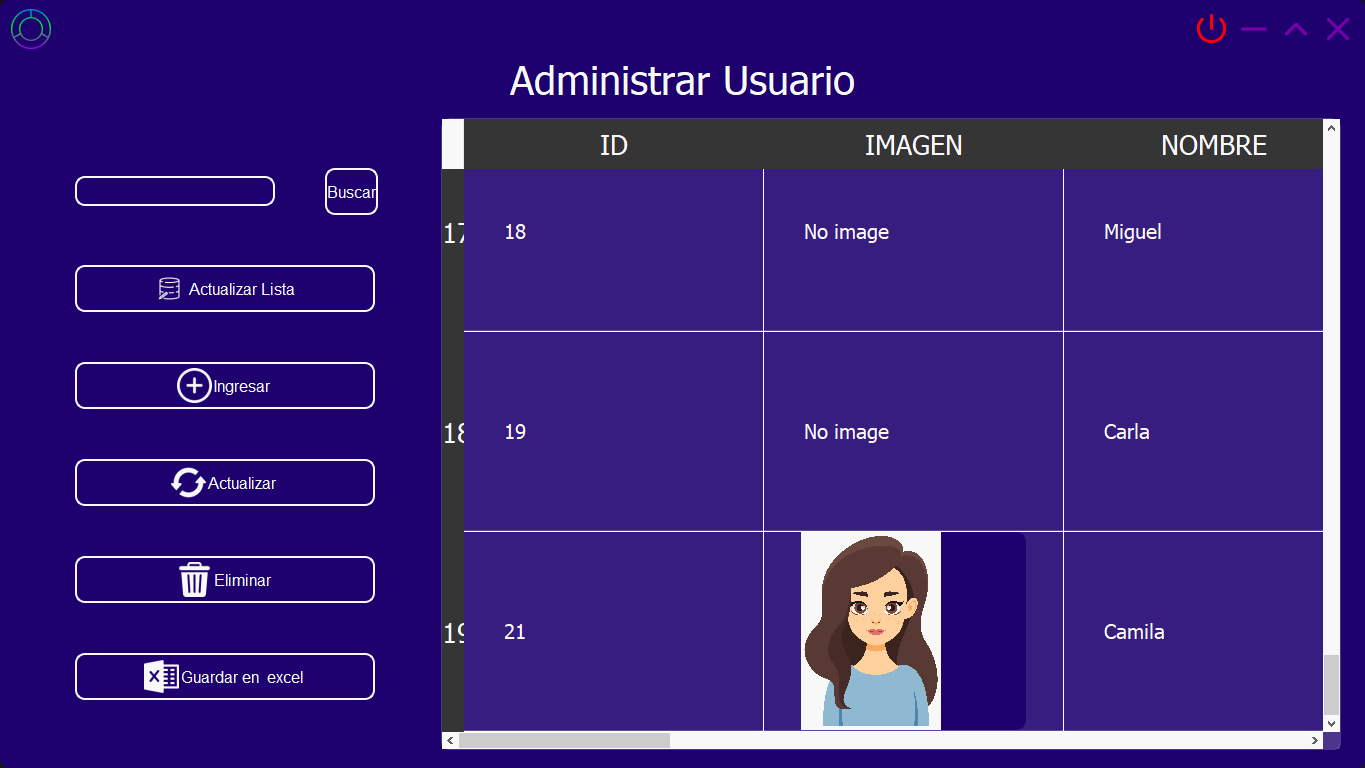 Administrar Usuario
ID IMAGEN NOMBRE
Buscar
17 18 No image Miguel
Actualizar Lista
Ingresar
18 19 No image Carla
Actualizar
Eliminar
19 21 Camila
Guardar en excel